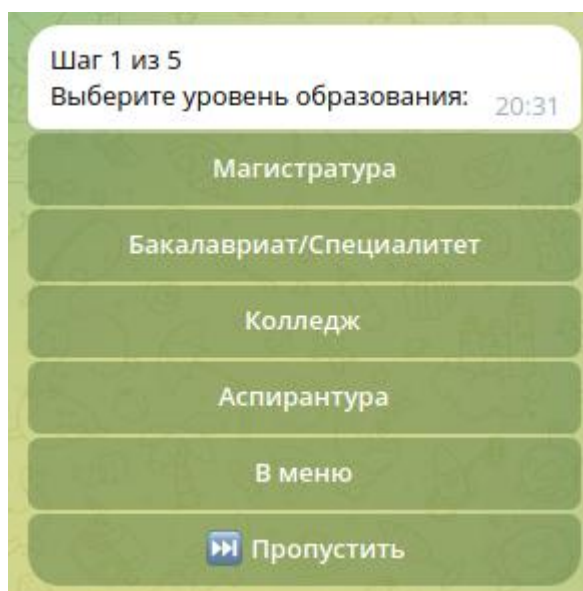 Шаг 1 из 5
Выберите уровень образования:
20:31
Магистратура
Бакалавриат/Специалитет
Колледж
Аспирантура
В меню
⏭ Пропустить